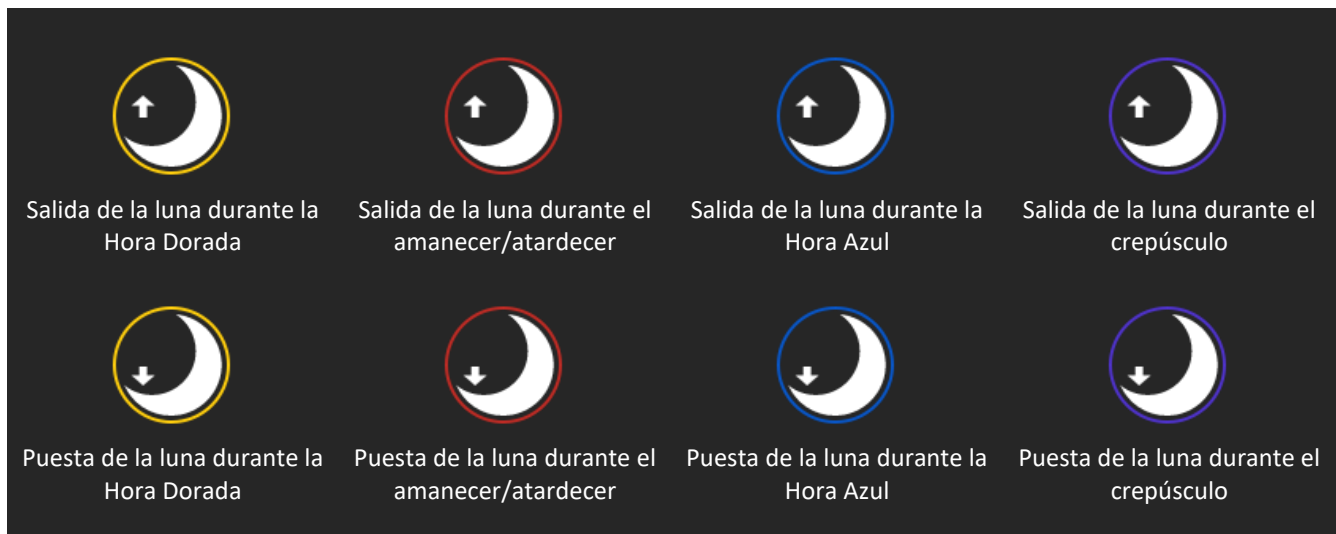 Salida de la luna durante la
Hora Dorada
Salida de la luna durante el
amanecer/atardecer
Salida de la luna durante la
Hora Azul
Salida de la luna durante el
crepúsculo
Puesta de la luna durante la
Hora Dorada
Puesta de la luna durante el
amanecer/atardecer
Puesta de la luna durante la
Hora Azul
Puesta de la luna durante el
crepúsculo